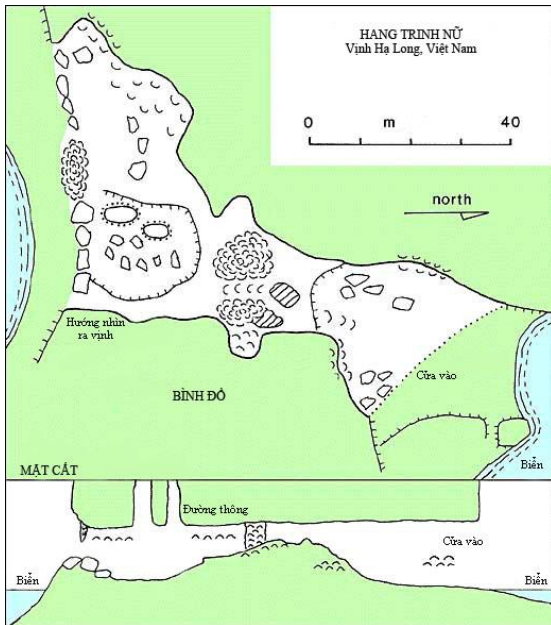 HANG TRINH NỮ
Vịnh Hạ Long, Việt Nam
0 m 40
north
Hướng nhìn
ra vịnh
Cửa vào
BÌNH ĐỒ
Biển
MẶT CẮT
Đường thông
Cửa vào
Biển
Biển